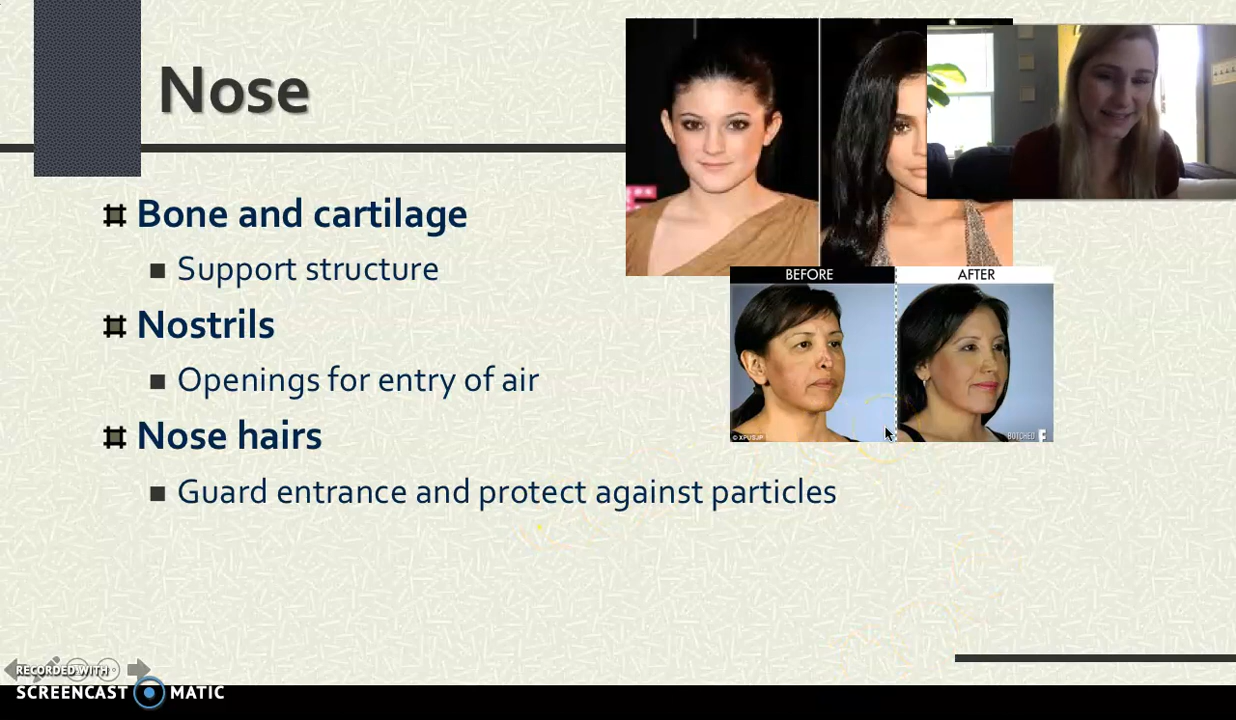 Nose
Bone and cartilage
Support structure
Nostrils
Openings for entry of air
Nose hairs
Guard entrance and protect against particles
BEFORE
AFTER
BOTCHED E
RECORDED WITH
SCREENCAST MATIC